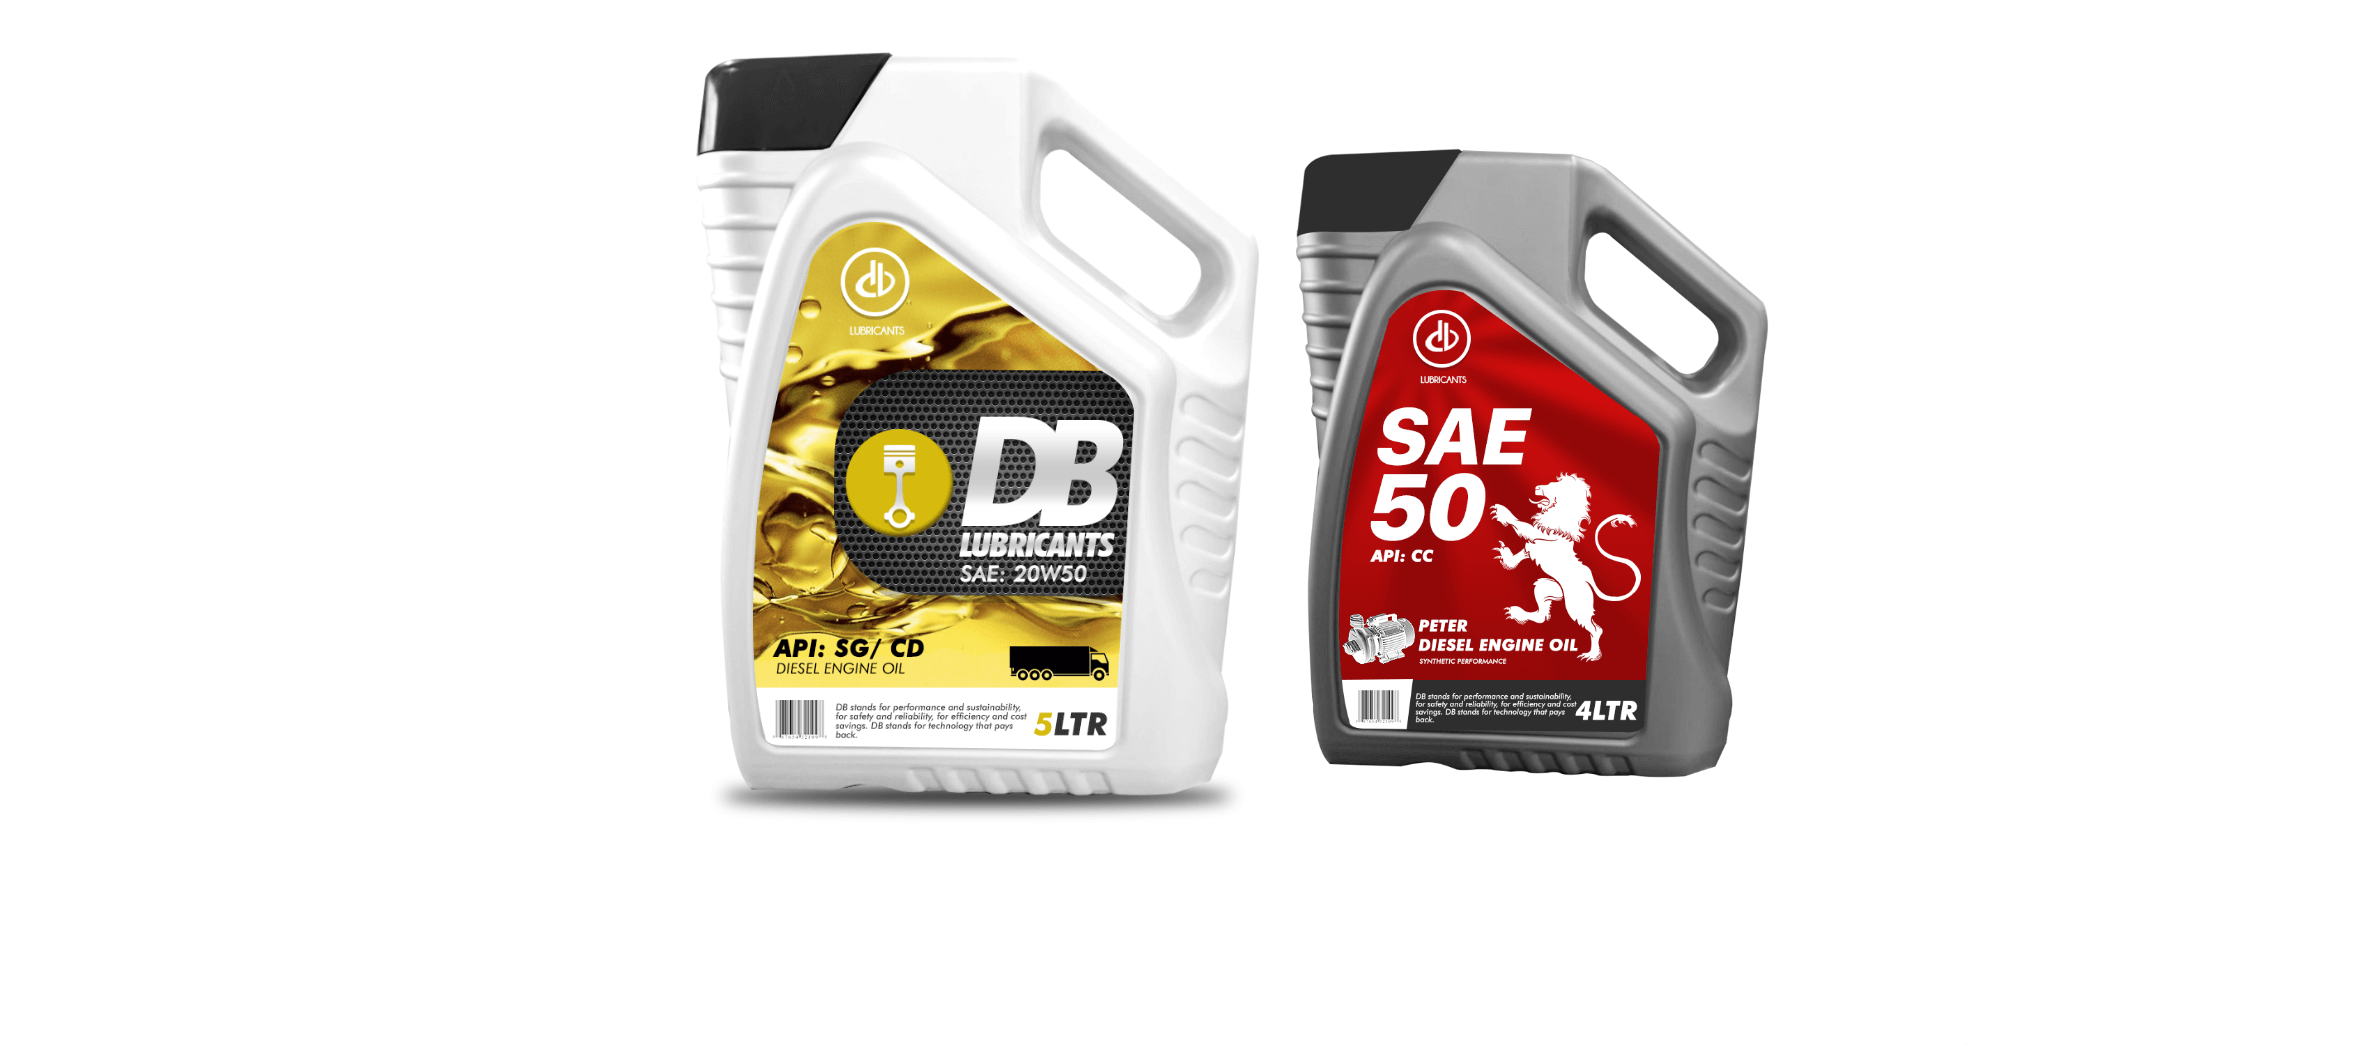 db
LUBRICANTS
DB
LUBRICANTS
SAE: 20W50
API: SG/ CD
DIESEL ENGINE OIL
DB stands for performance and sustainability,
for safety and reliability, for efficiency and cost
savings. DB stands for technology that pays
back.
5LTR
db
LUBRICANTS
SAE
50
API: CC
PETER
DIESEL ENGINE OIL
SYNTHETIC PERFORMANCE
DB stands for performance and sustainability,
for safety and reliability, for efficiency and cost
savings. DB stands for technology that pays
back.
4LTR